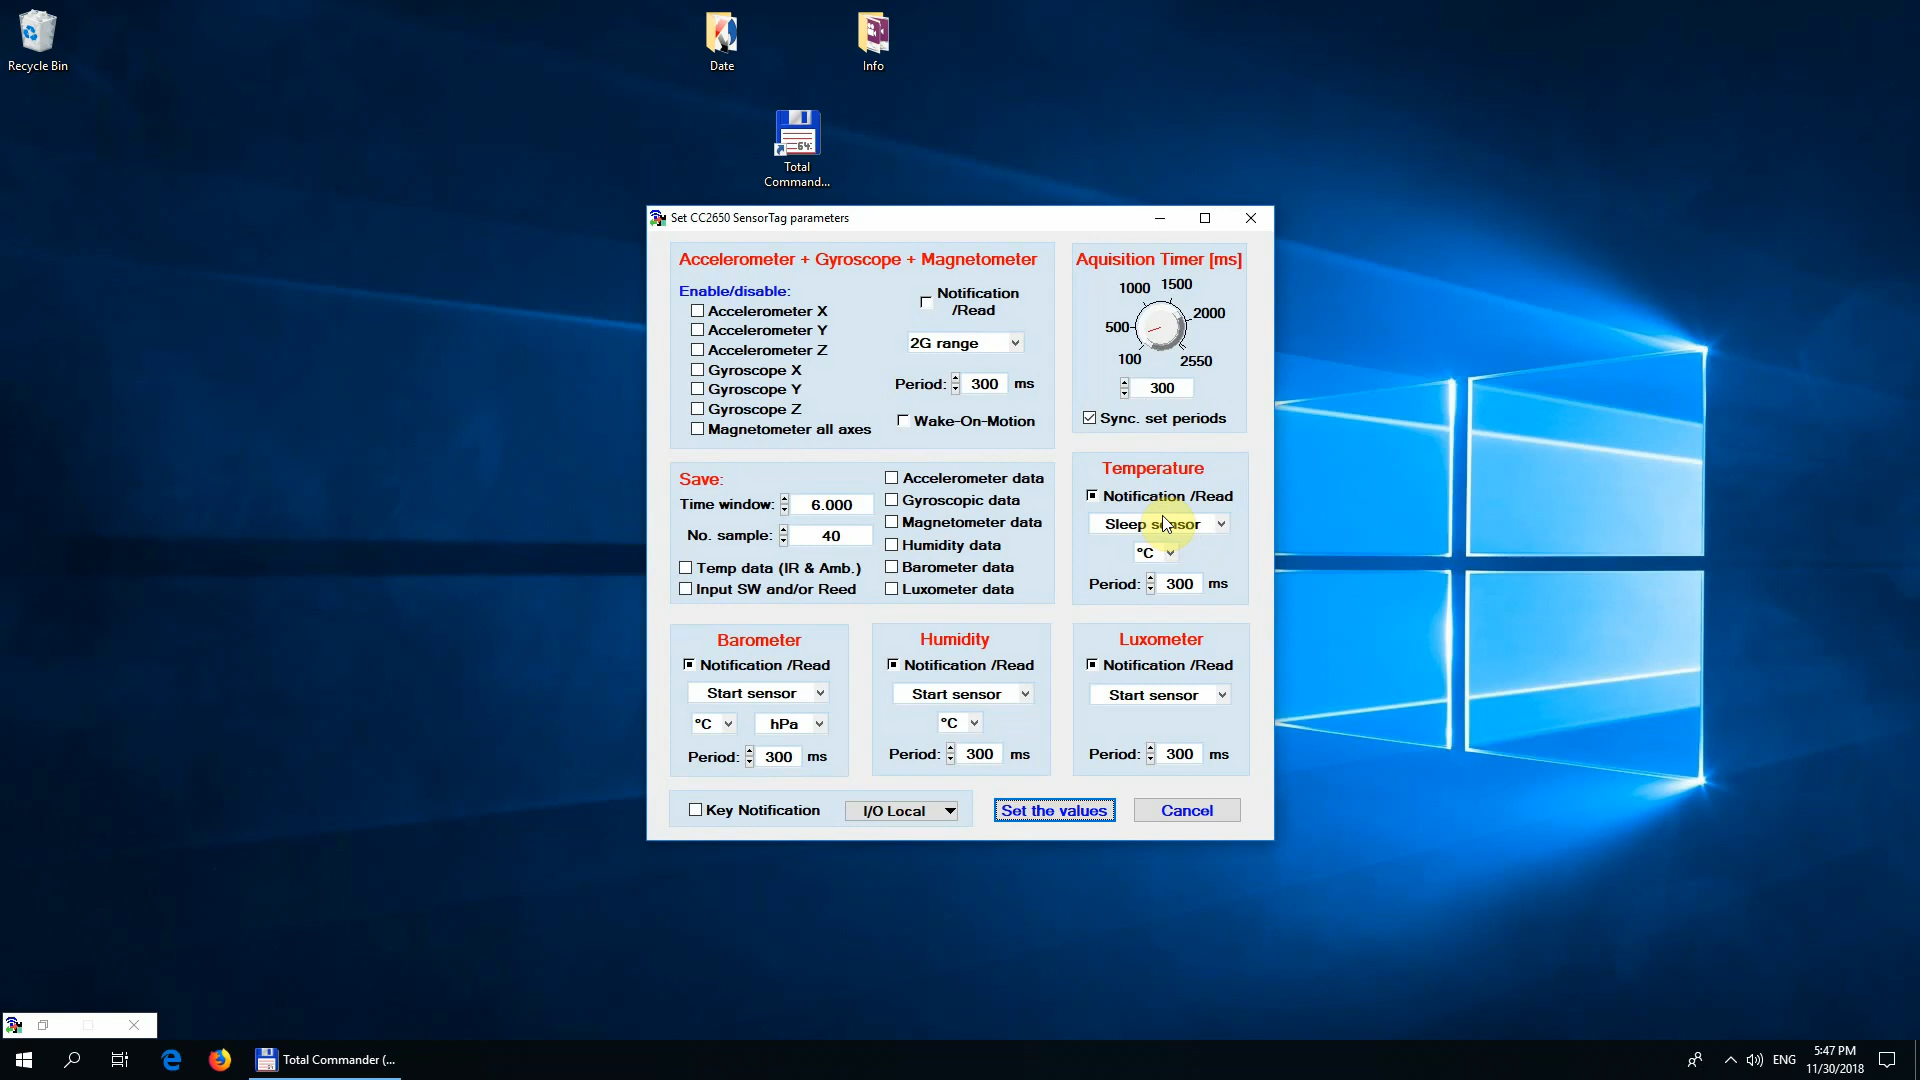 Recycle Bin
Date
Info
Total
Command...
Set CC2650 SensorTag parameters
Accelerometer + Gyroscope + Magnetometer
Enable/disable:
Accelerometer X
Accelerometer Y
Accelerometer Z
Gyroscope X
Gyroscope Y
Gyroscope Z
Magnetometer all axes
Notification
/Read
2G range
Period: 300 ms
Wake-On-Motion
Aquisition Timer [ms]
1000 1500
500 2000
100 2550
300
Sync. set periods
Save:
Time window: 6.000
No. sample: 40
Temp data (IR & Amb.)
Input SW and/or Reed
Accelerometer data
Gyroscopic data
Magnetometer data
Humidity data
Barometer data
Luxometer data
Temperature
Notification /Read
Sleep sensor
°C
Period: 300 ms
Barometer
Notification /Read
Start sensor
°C hPa
Period: 300 ms
Humidity
Notification /Read
Start sensor
°C
Period: 300 ms
Luxometer
Notification /Read
Start sensor
Period: 300 ms
Key Notification
I/O Local
Set the values
Cancel
Total Commander (...
ENG
5:47 PM
11/30/2018